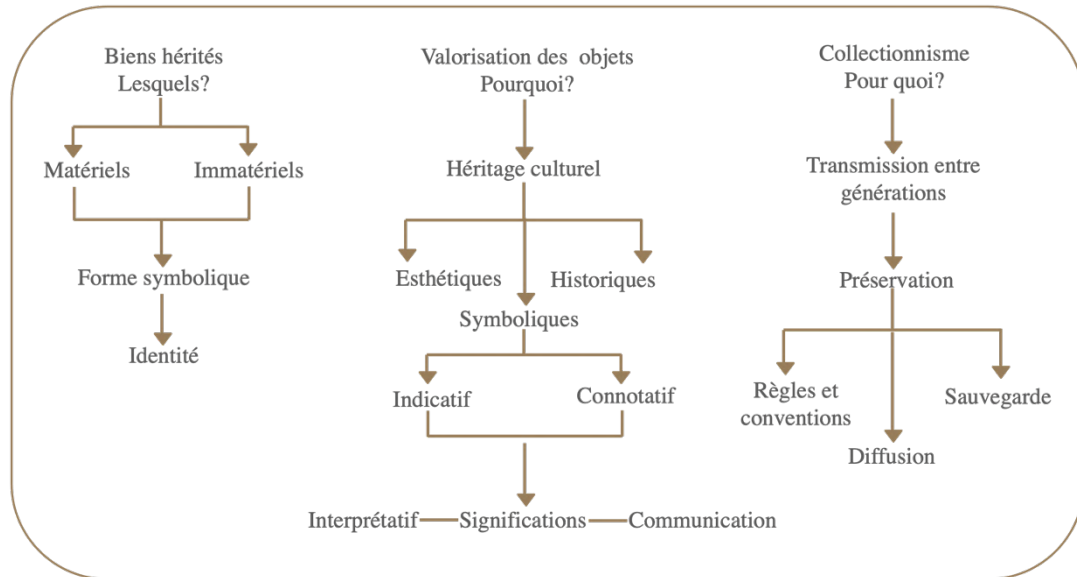 Biens hérités
Lesquels?
Matériels
Immatériels
Forme symbolique
Identité
Valorisation des objets
Pourquoi?
Héritage culturel
Esthétiques
Historiques
Symboliques
Indicatif
Connotatif
Interprétatif
Significations
Communication
Collectionnisme
Pour quoi?
Transmission entre
générations
Préservation
Règles et
conventions
Sauvegarde
Diffusion